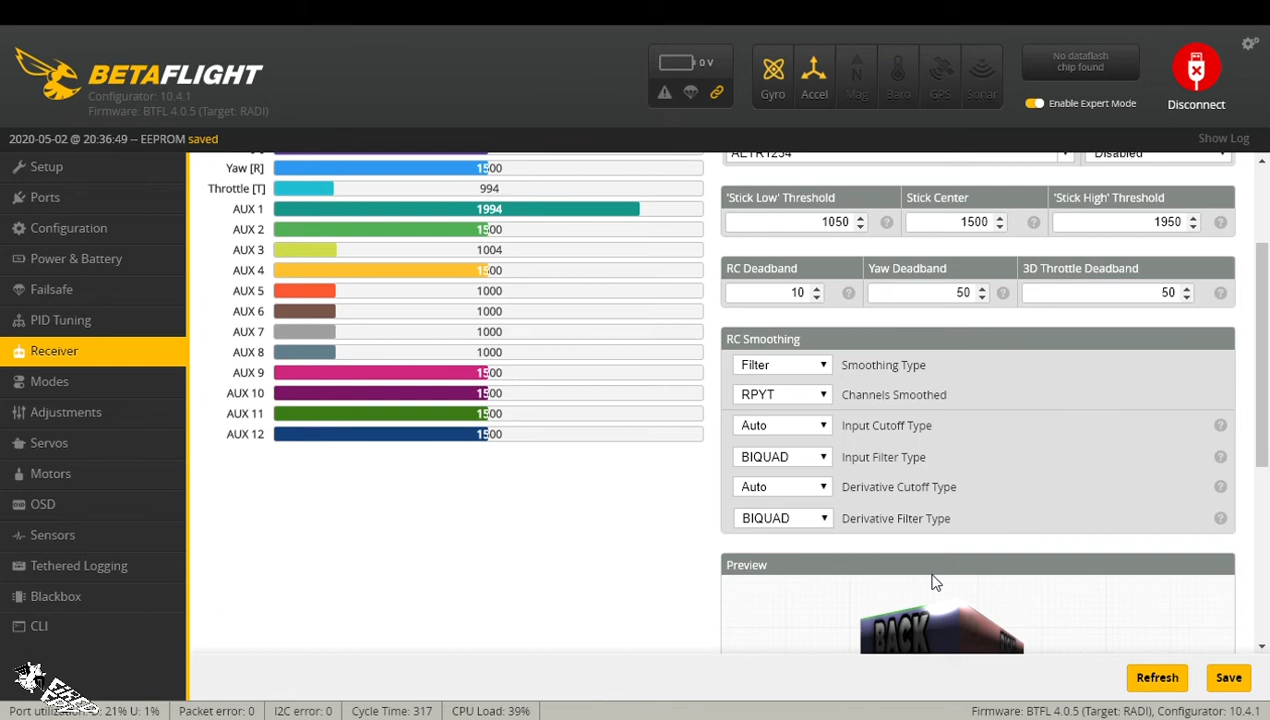 BETAFLIGHT
Configurator: 10.4.1
Firmware: BTFL 4.0.5 (Target: RADI)
0 V
Gyro
Accel
Mag
Baro
GPS
Sonar
No dataflash
chip found
Enable Expert Mode
Disconnect
2020-05-02 @ 20:36:49 -- EEPROM saved
Show Log
Setup
Ports
Configuration
Power & Battery
Failsafe
PID Tuning
Receiver
Modes
Adjustments
Servos
Motors
OSD
Sensors
Tethered Logging
Blackbox
CLI
Yaw [R] 1500
Throttle [T] 994
AUX 1 1994
AUX 2 1500
AUX 3 1004
AUX 4 1500
AUX 5 1000
AUX 6 1000
AUX 7 1000
AUX 8 1000
AUX 9 1500
AUX 10 1500
AUX 11 1500
AUX 12 1500
AETR1234 Disabled
'Stick Low' Threshold Stick Center 'Stick High' Threshold
1050 1500 1950
RC Deadband Yaw Deadband 3D Throttle Deadband
10 50 50
RC Smoothing
Filter Smoothing Type
RPYT Channels Smoothed
Auto Input Cutoff Type
BIQUAD Input Filter Type
Auto Derivative Cutoff Type
BIQUAD Derivative Filter Type
Preview
BACK
Refresh Save
Port utilization: D: 21% U: 1% Packet error: 0 I2C error: 0 Cycle Time: 317 CPU Load: 39% Firmware: BTFL 4.0.5 (Target: RADI), Configurator: 10.4.1